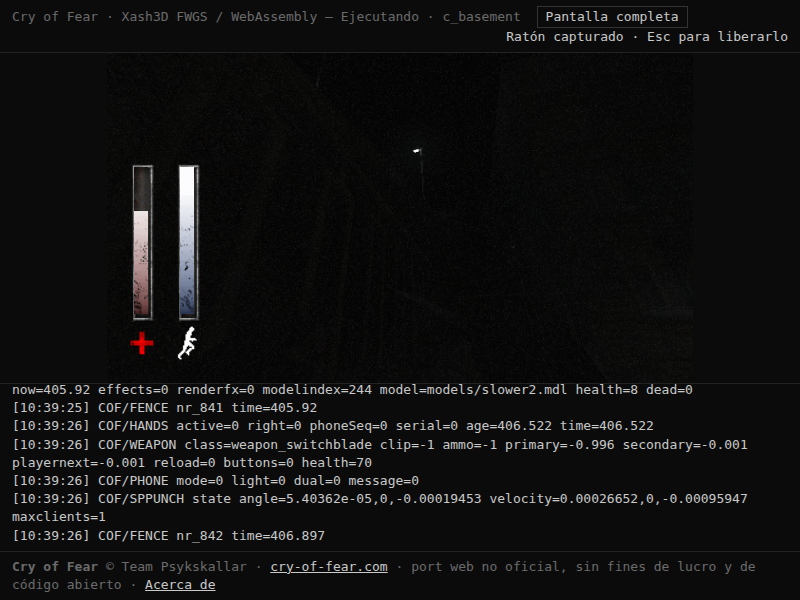 Cry of Fear · Xash3D FWGS / WebAssembly — Ejecutando · c_basement
Pantalla completa
Ratón capturado · Esc para liberarlo
now=405.92 effects=0 renderfx=0 modelindex=244 model=models/slower2.mdl health=8 dead=0
[10:39:25] COF/FENCE nr_841 time=405.92
[10:39:26] COF/HANDS active=0 right=0 phoneSeq=0 serial=0 age=406.522 time=406.522
[10:39:26] COF/WEAPON class=weapon_switchblade clip=-1 ammo=-1 primary=-0.996 secondary=-0.001
playernext=-0.001 reload=0 buttons=0 health=70
[10:39:26] COF/PHONE mode=0 light=0 dual=0 message=0
[10:39:26] COF/SPPUNCH state angle=5.40362e-05,0,-0.00019453 velocity=0.00026652,0,-0.00095947
maxclients=1
[10:39:26] COF/FENCE nr_842 time=406.897
Cry of Fear © Team Psykskallar · cry-of-fear.com · port web no oficial, sin fines de lucro y de
código abierto · Acerca de